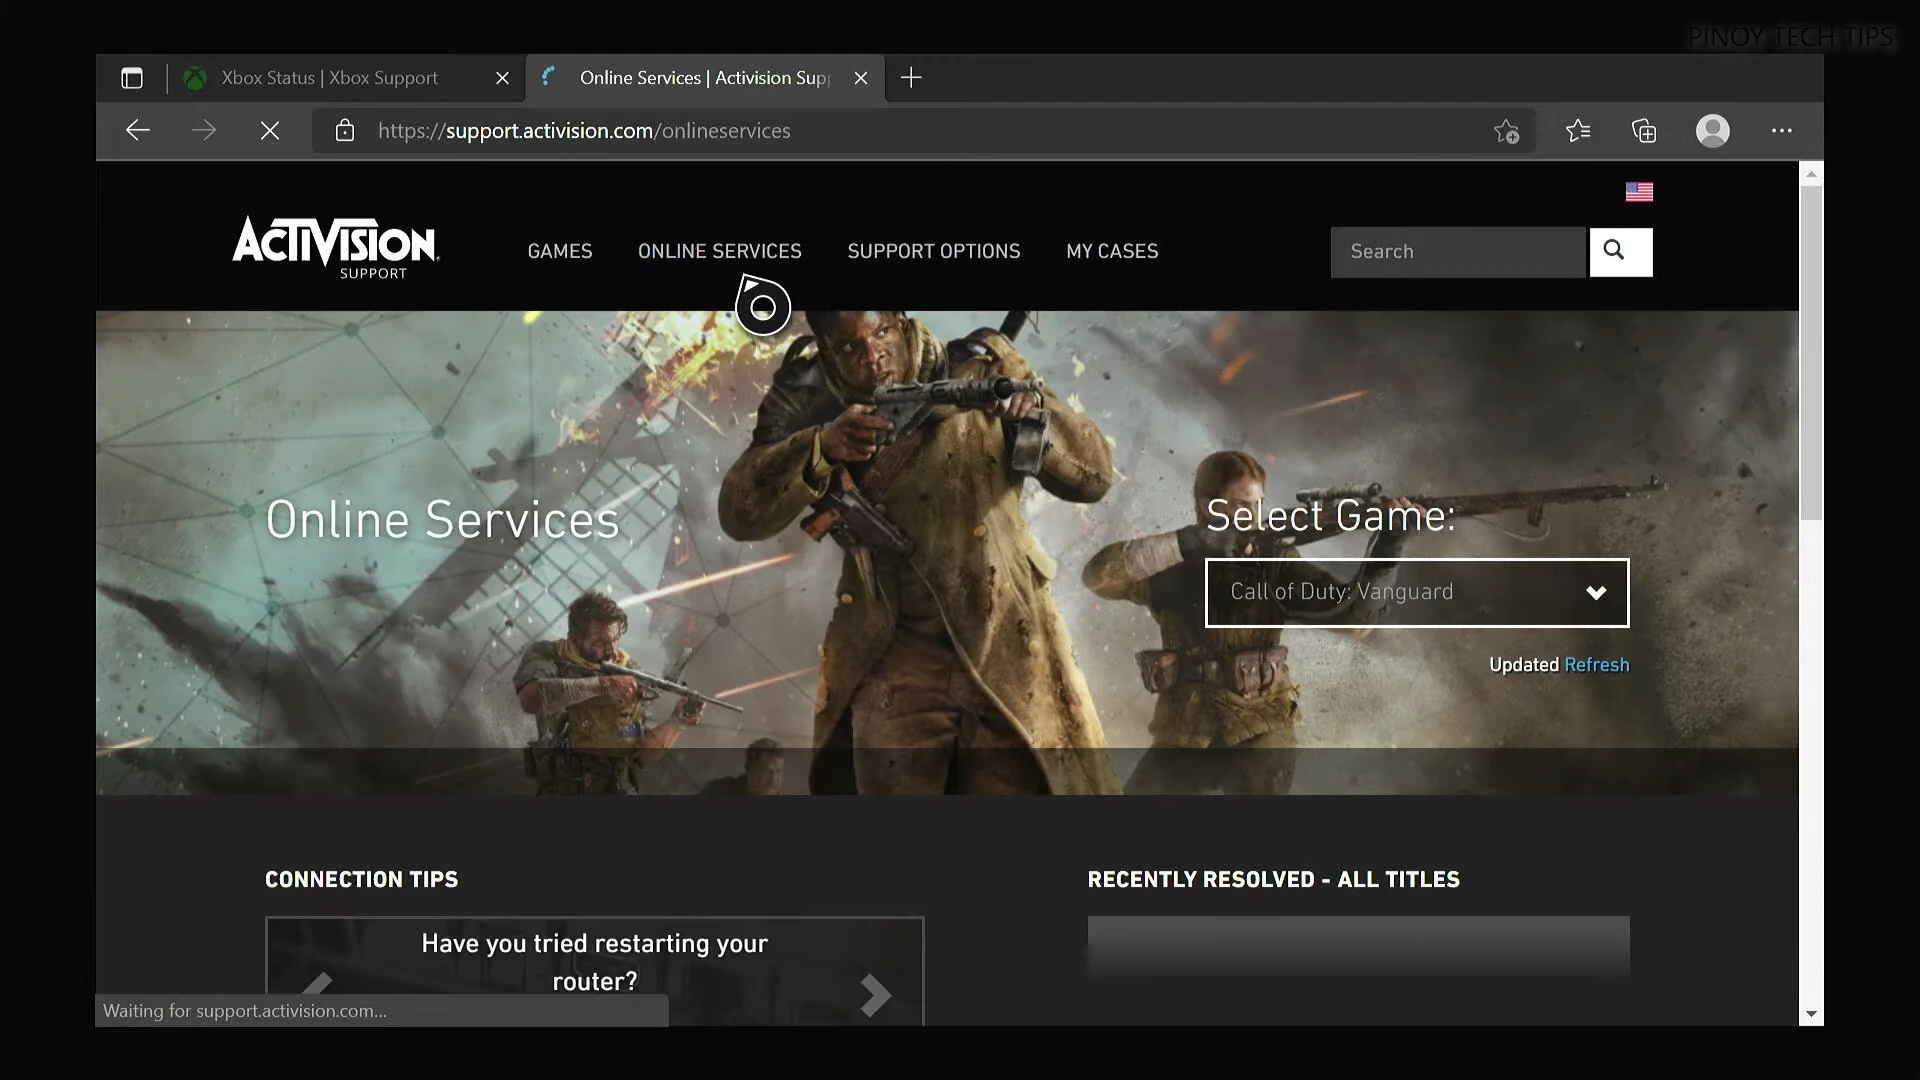 PINOY TECH TIPS
Xbox Status | Xbox Support
Online Services | Activision Sup
https://support.activision.com/onlineservices
ACTIVISION
SUPPORT
GAMES
ONLINE SERVICES
SUPPORT OPTIONS
MY CASES
Search
Online Services
Select Game:
Call of Duty: Vanguard
Updated Refresh
CONNECTION TIPS
RECENTLY RESOLVED - ALL TITLES
Have you tried restarting your
router?
Waiting for support.activision.com...